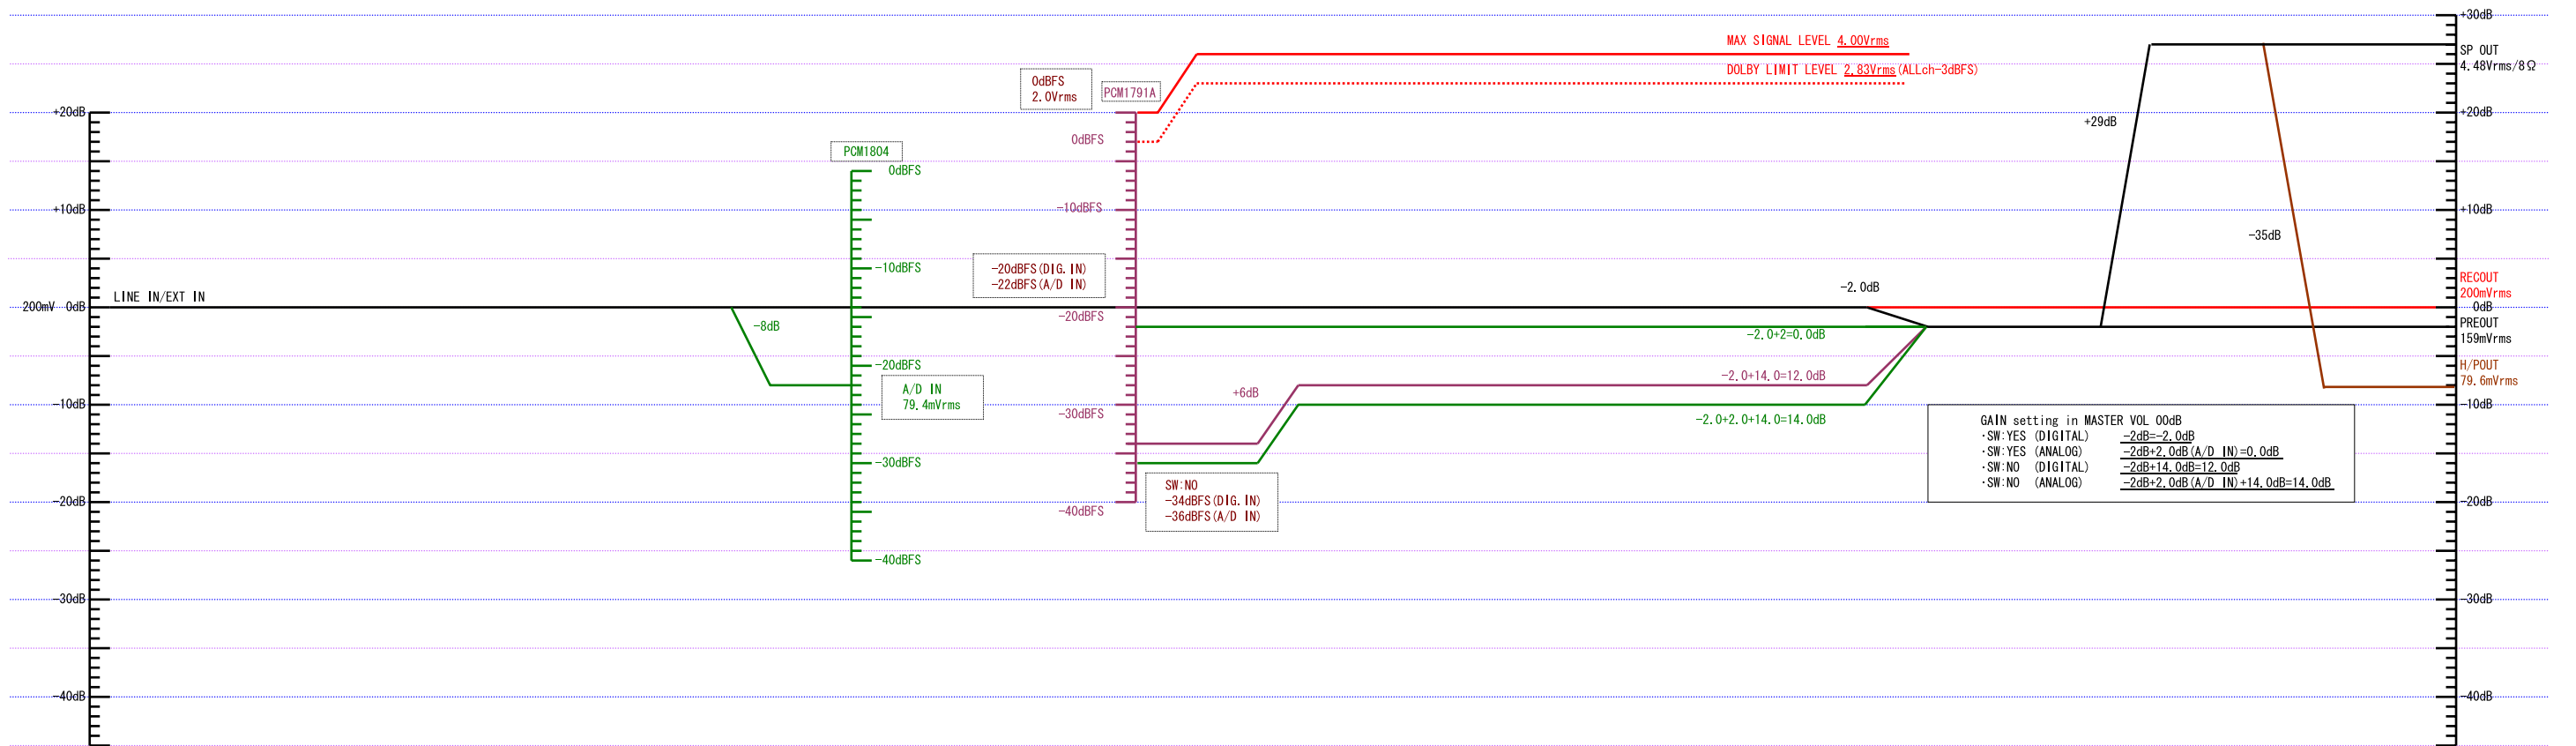 +30dB
SP OUT
4.48Vrms/8Ω
MAX SIGNAL LEVEL 4.00Vrms
DOLBY LIMIT LEVEL 2.83Vrms(ALLch-3dBFS)
0dBFS
2.0Vrms
PCM1791A
+20dB
+20dB
+29dB
0dBFS
PCM1804
0dBFS
+10dB
-10dBFS
+10dB
-35dB
-10dBFS
-20dBFS(DIG.IN)
-22dBFS(A/D IN)
-2.0dB
RECOUT
200mVrms
LINE IN/EXT IN
200mV 0dB
0dB
-20dBFS
-8dB
PREOUT
159mVrms
-2.0+2=0.0dB
-20dBFS
H/POUT
79.6mVrms
-2.0+14.0=12.0dB
A/D IN
79.4mVrms
+6dB
-10dB
-30dBFS
-10dB
-2.0+2.0+14.0=14.0dB
GAIN setting in MASTER VOL 00dB
・SW:YES (DIGITAL) -2dB=-2.0dB
・SW:YES (ANALOG) -2dB+2.0dB(A/D IN)=0.0dB
・SW:NO (DIGITAL) -2dB+14.0dB=12.0dB
・SW:NO (ANALOG) -2dB+2.0dB(A/D IN)+14.0dB=14.0dB
-30dBFS
SW:NO
-34dBFS(DIG.IN)
-36dBFS(A/D IN)
-20dB
-40dBFS
-20dB
-40dBFS
-30dB
-30dB
-40dB
-40dB